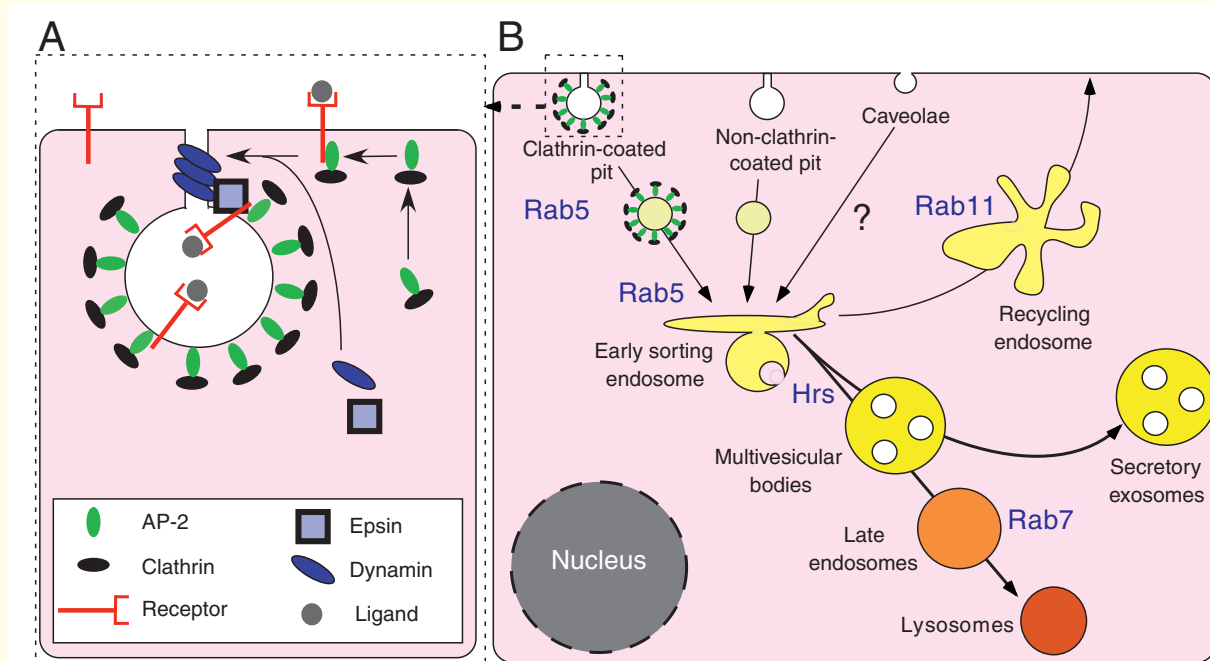 A
AP-2
Clathrin
Receptor
Epsin
Dynamin
Ligand
B
Clathrin-coated
pit
Non-clathrin-
coated pit
Caveolae
Rab5
?
Rab11
Rab5
Recycling
endosome
Early sorting
endosome
Hrs
Multivesicular
bodies
Secretory
exosomes
Rab7
Late
endosomes
Nucleus
Lysosomes